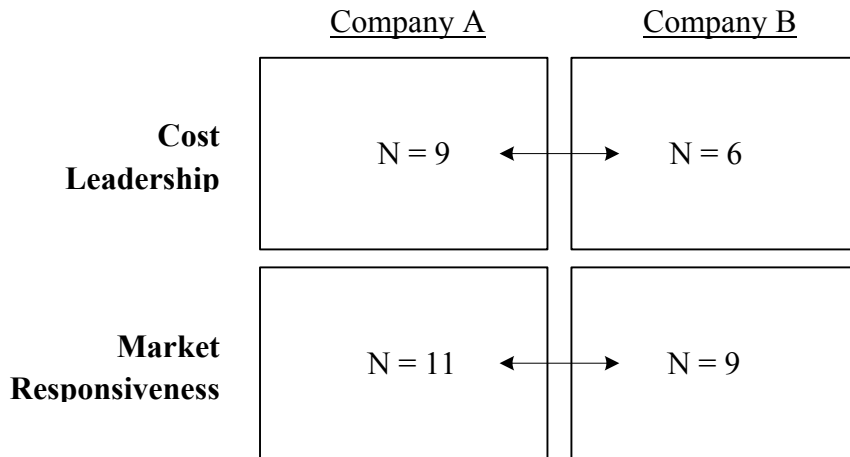 Company A
Company B
Cost
Leadership
N = 9
N = 6
Market
Responsiveness
N = 11
N = 9